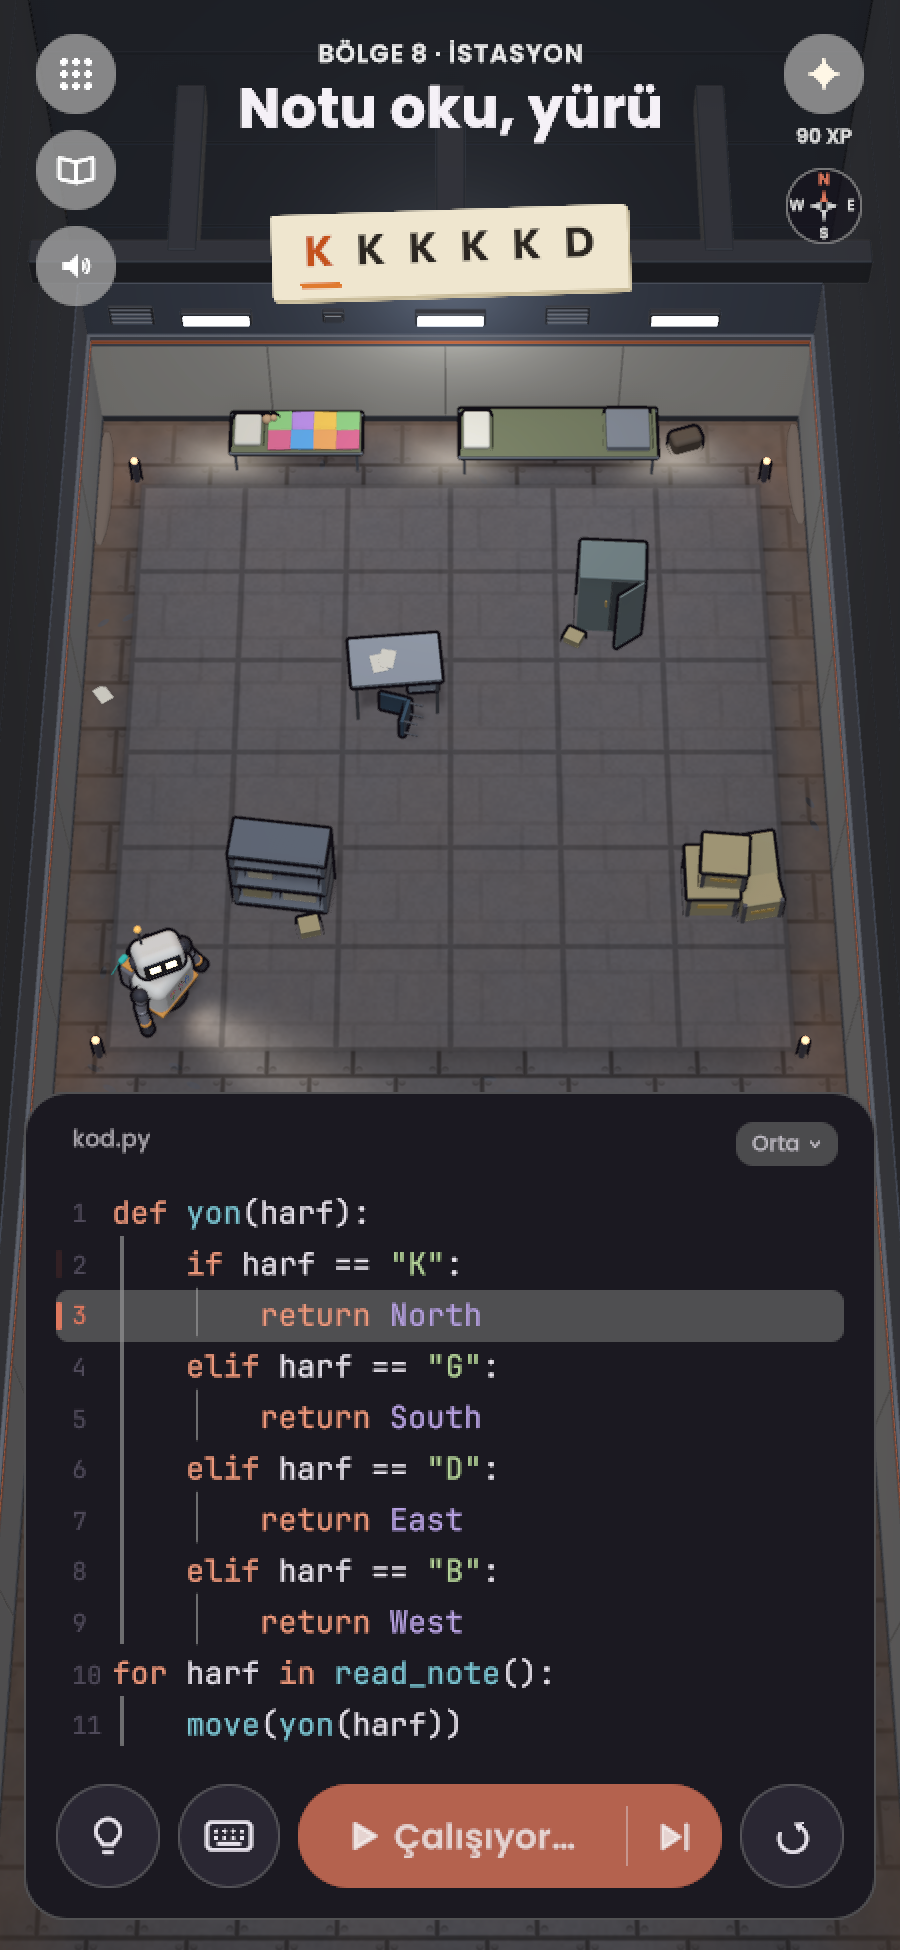 BÖLGE 8 · İSTASYON
Notu oku, yürü
90 XP
N
W E
S
K K K K K D
kod.py
Orta
1 def yon(harf):
2 if harf == "K":
3 return North
4 elif harf == "G":
5 return South
6 elif harf == "D":
7 return East
8 elif harf == "B":
9 return West
10 for harf in read_note():
11 move(yon(harf))
Çalışıyor...